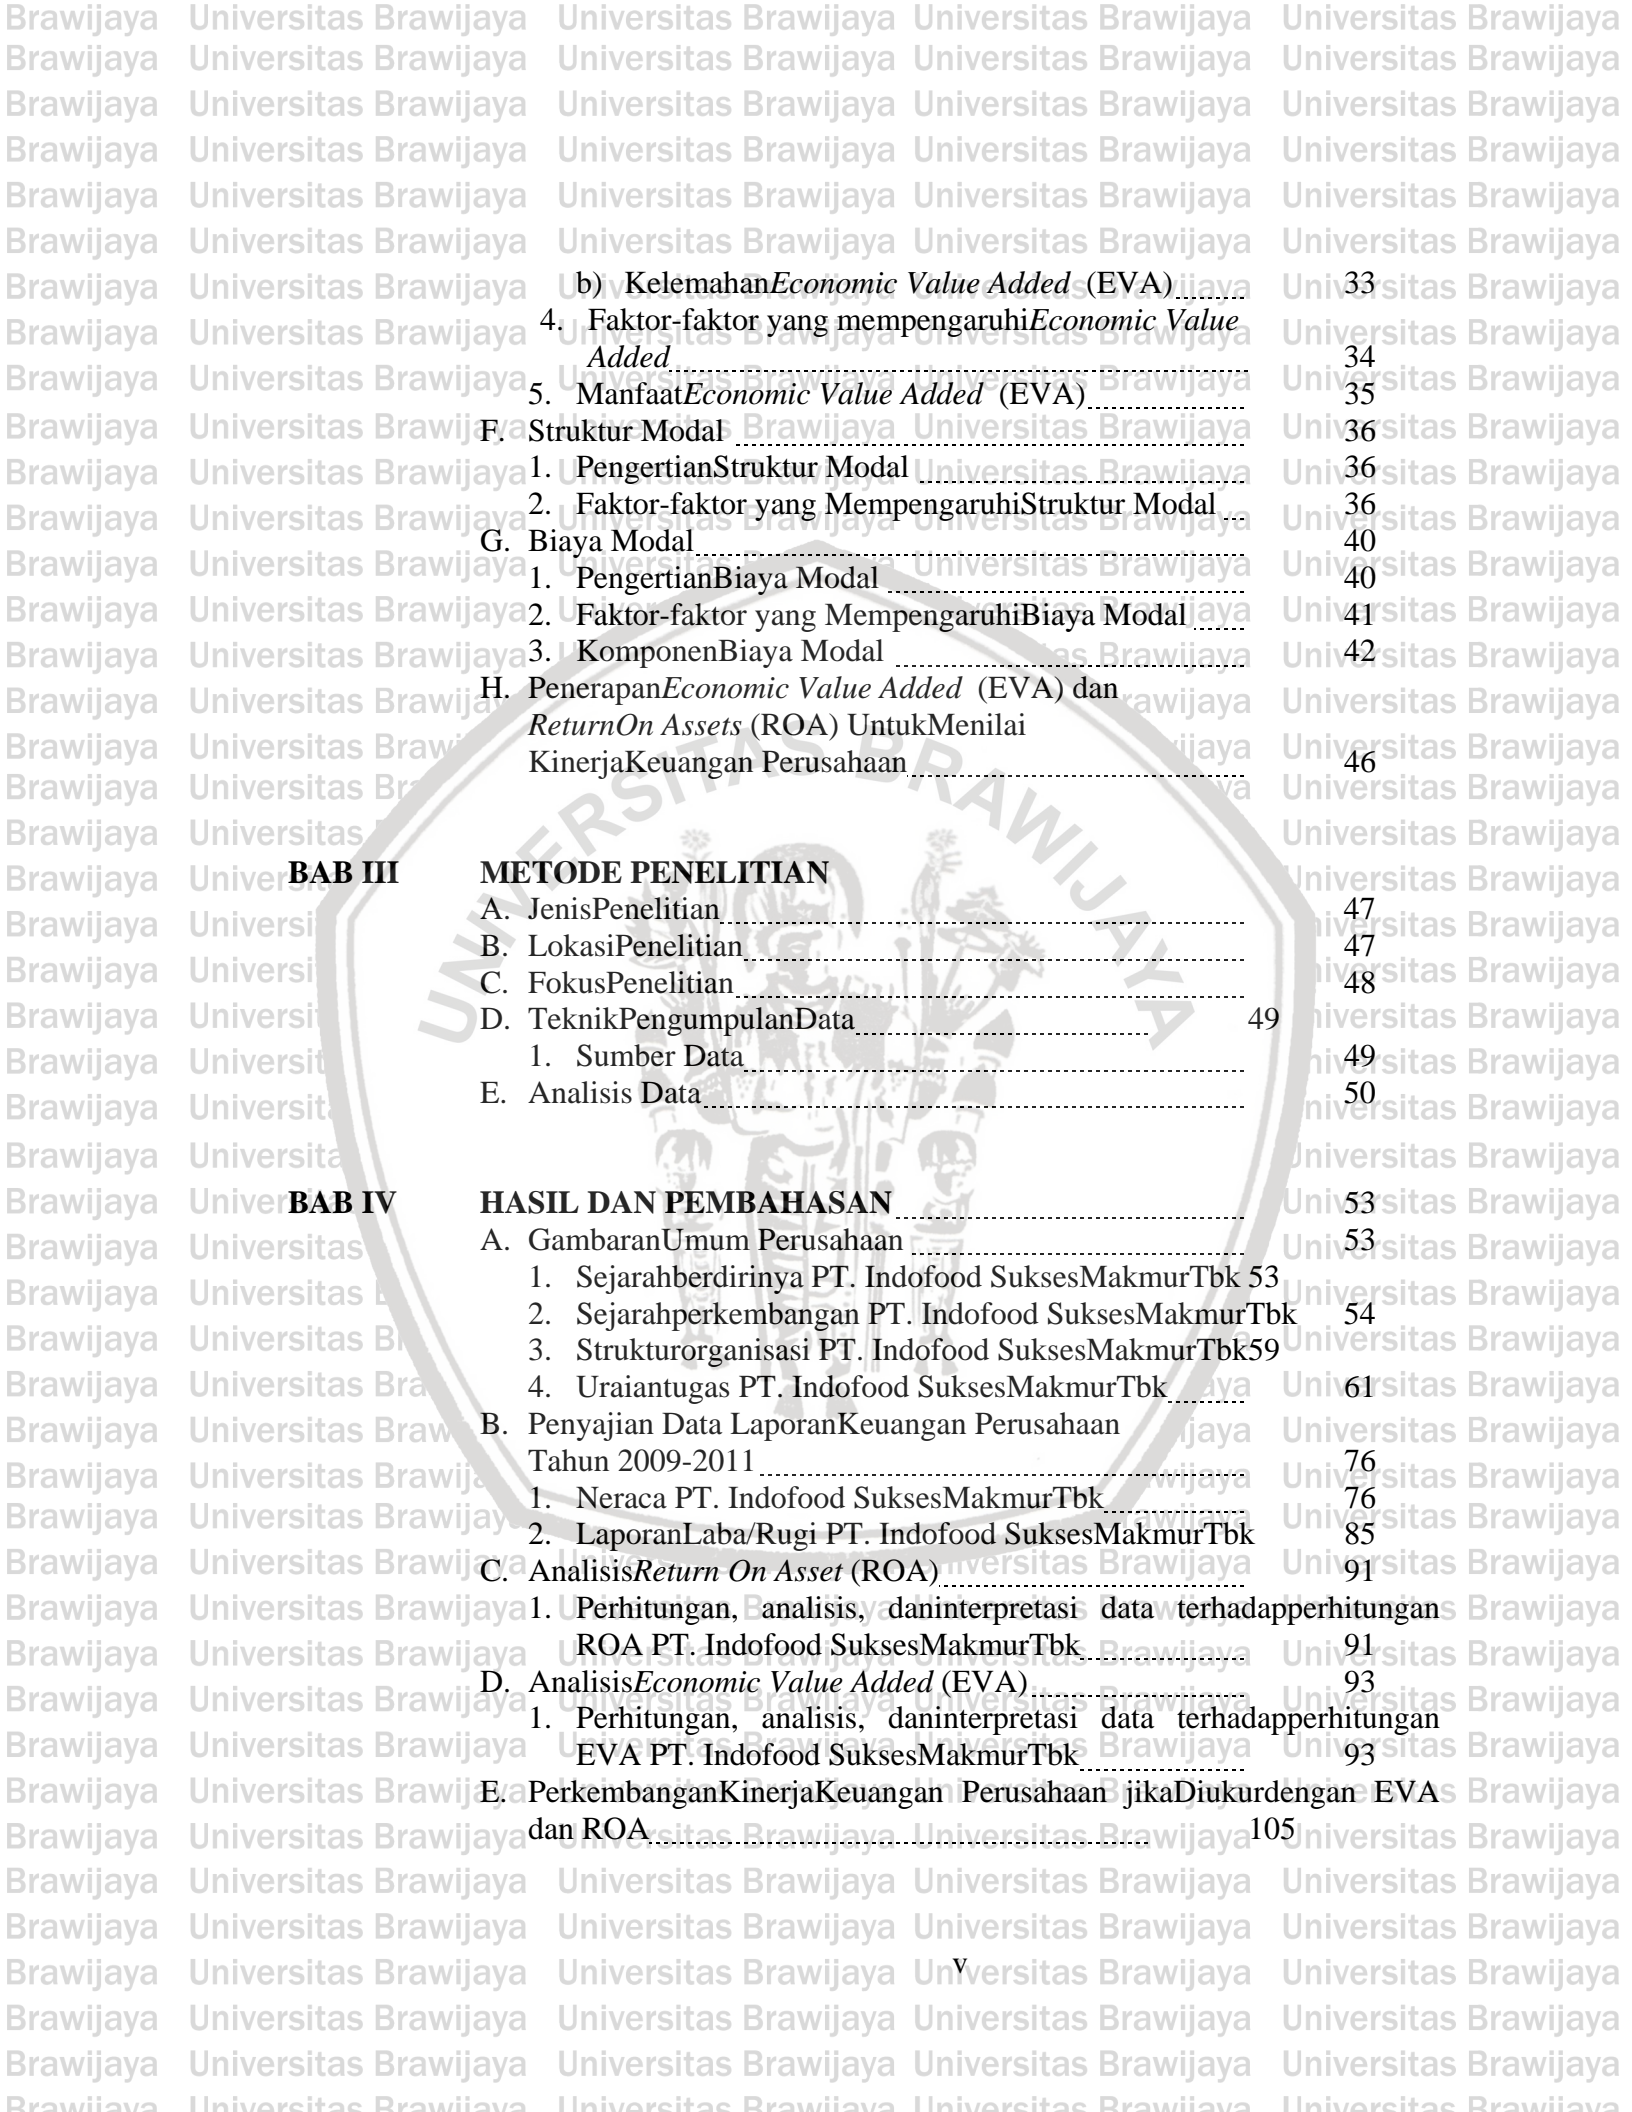 b) KelemahanEconomic Value Added (EVA) 33
4. Faktor-faktor yang mempengaruhiEconomic Value
Added 34
5. ManfaatEconomic Value Added (EVA) 35
F. Struktur Modal 36
1. PengertianStruktur Modal 36
2. Faktor-faktor yang MempengaruhiStruktur Modal 36
G. Biaya Modal 40
1. PengertianBiaya Modal 40
2. Faktor-faktor yang MempengaruhiBiaya Modal 41
3. KomponenBiaya Modal 42
H. PenerapanEconomic Value Added (EVA) dan
ReturnOn Assets (ROA) UntukMenilai
KinerjaKeuangan Perusahaan 46
BAB III METODE PENELITIAN
A. JenisPenelitian 47
B. LokasiPenelitian 47
C. FokusPenelitian 48
D. TeknikPengumpulanData 49
1. Sumber Data 49
E. Analisis Data 50
BAB IV HASIL DAN PEMBAHASAN 53
A. GambaranUmum Perusahaan 53
1. Sejarahberdirinya PT. Indofood SuksesMakmurTbk 53
2. Sejarahperkembangan PT. Indofood SuksesMakmurTbk 54
3. Strukturorganisasi PT. Indofood SuksesMakmurTbk59
4. Uraiantugas PT. Indofood SuksesMakmurTbk 61
B. Penyajian Data LaporanKeuangan Perusahaan
Tahun 2009-2011 76
1. Neraca PT. Indofood SuksesMakmurTbk 76
2. LaporanLaba/Rugi PT. Indofood SuksesMakmurTbk 85
C. AnalisisReturn On Asset (ROA) 91
1. Perhitungan, analisis, daninterpretasi data terhadapperhitungan
ROA PT. Indofood SuksesMakmurTbk 91
D. AnalisisEconomic Value Added (EVA) 93
1. Perhitungan, analisis, daninterpretasi data terhadapperhitungan
EVA PT. Indofood SuksesMakmurTbk 93
E. PerkembanganKinerjaKeuangan Perusahaan jikaDiukurdengan EVA
dan ROA 105
v
UNIVERSITAS BRAWIJAYA